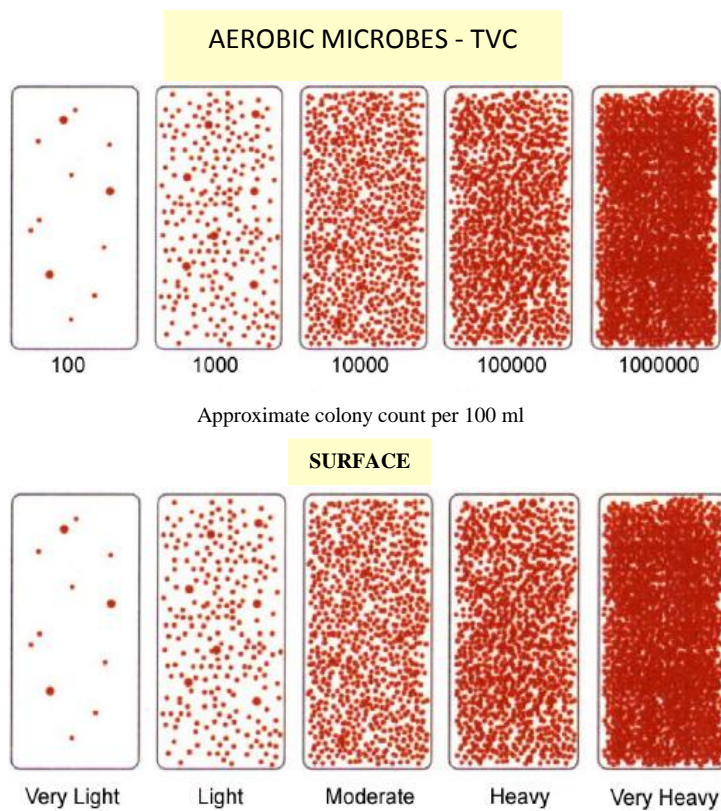 AEROBIC MICROBES - TVC
100 1000 10000 100000 1000000
Approximate colony count per 100 ml
SURFACE
Very Light Light Moderate Heavy Very Heavy